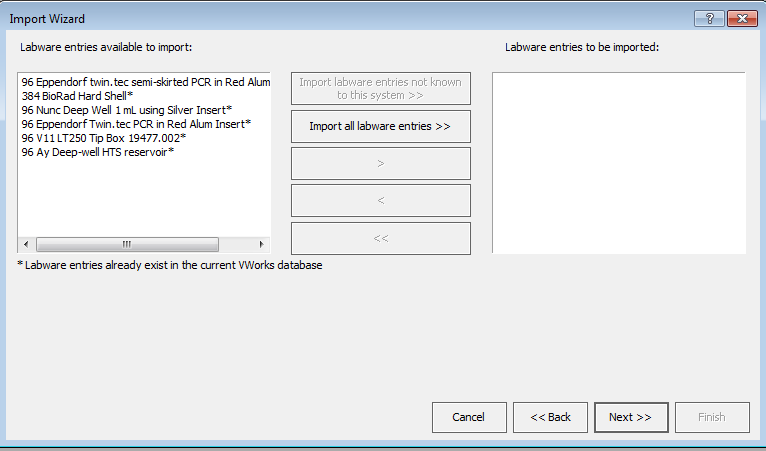 Import Wizard
Labware entries available to import:
Labware entries to be imported:
96 Eppendorf twin.tec semi-skirted PCR in Red Alum
384 BioRad Hard Shell*
96 Nunc Deep Well 1 mL using Silver Insert*
96 Eppendorf Twin.tec PCR in Red Alum Insert*
96 V11 LT250 Tip Box 19477.002*
96 Ay Deep-well HTS reservoir*
Import labware entries not known
to this system >>
Import all labware entries >>
>
<
<<
* Labware entries already exist in the current VWorks database
Cancel
<< Back
Next >>
Finish